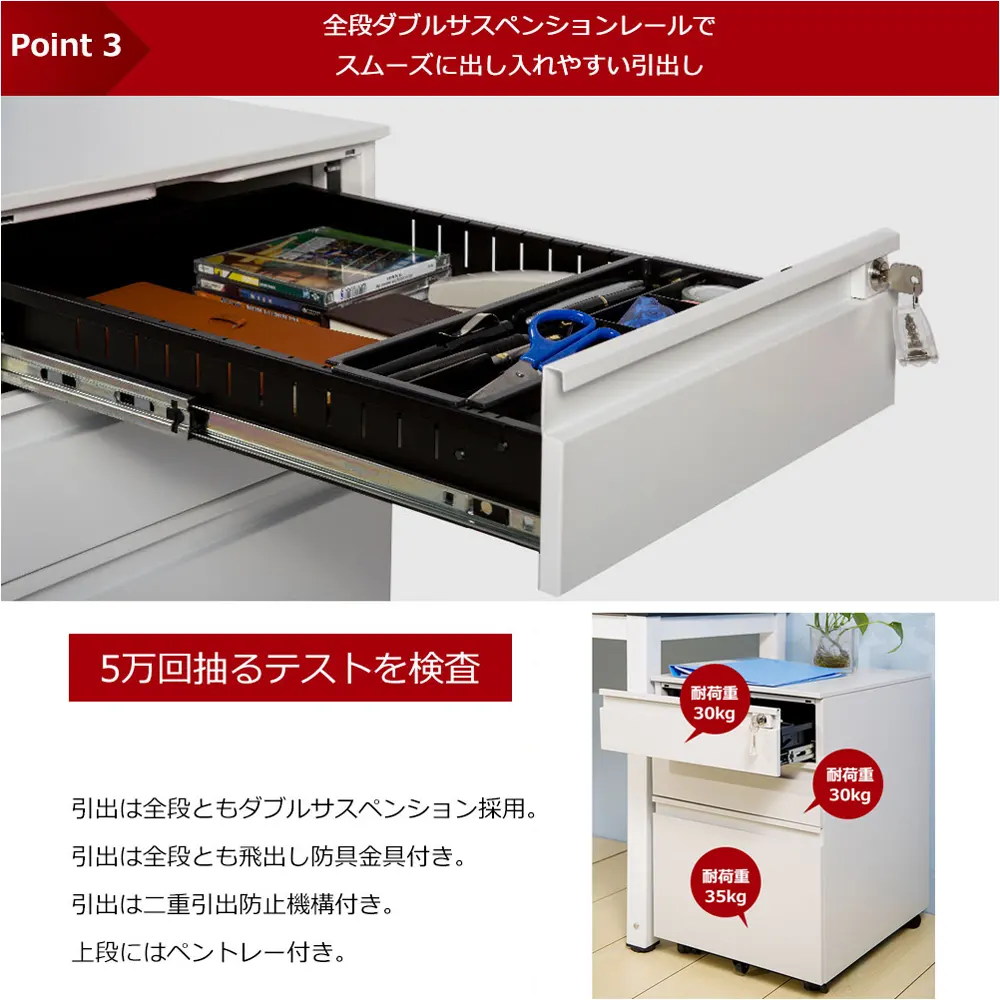 Point 3
全段ダブルサスペンションレールで
スムーズに出し入れやすい引出し
5万回抽るテストを検査
引出は全段ともダブルサスペンション採用。
引出は全段とも飛出し防具金具付き。
引出は二重引出防止機構付き。
上段にはペントレー付き。
耐荷重
30kg
耐荷重
30kg
耐荷重
35kg